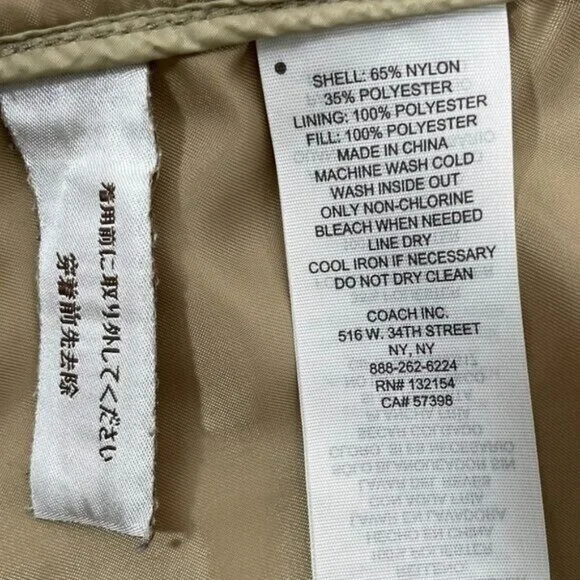 着用前に取り外してください
穿着前先去除
SHELL: 65% NYLON
35% POLYESTER
LINING: 100% POLYESTER
FILL: 100% POLYESTER
MADE IN CHINA
MACHINE WASH COLD
WASH INSIDE OUT
ONLY NON-CHLORINE
BLEACH WHEN NEEDED
LINE DRY
COOL IRON IF NECESSARY
DO NOT DRY CLEAN
COACH INC.
516 W. 34TH STREET
NY, NY
888-262-6224
RN# 132154
CA# 57398